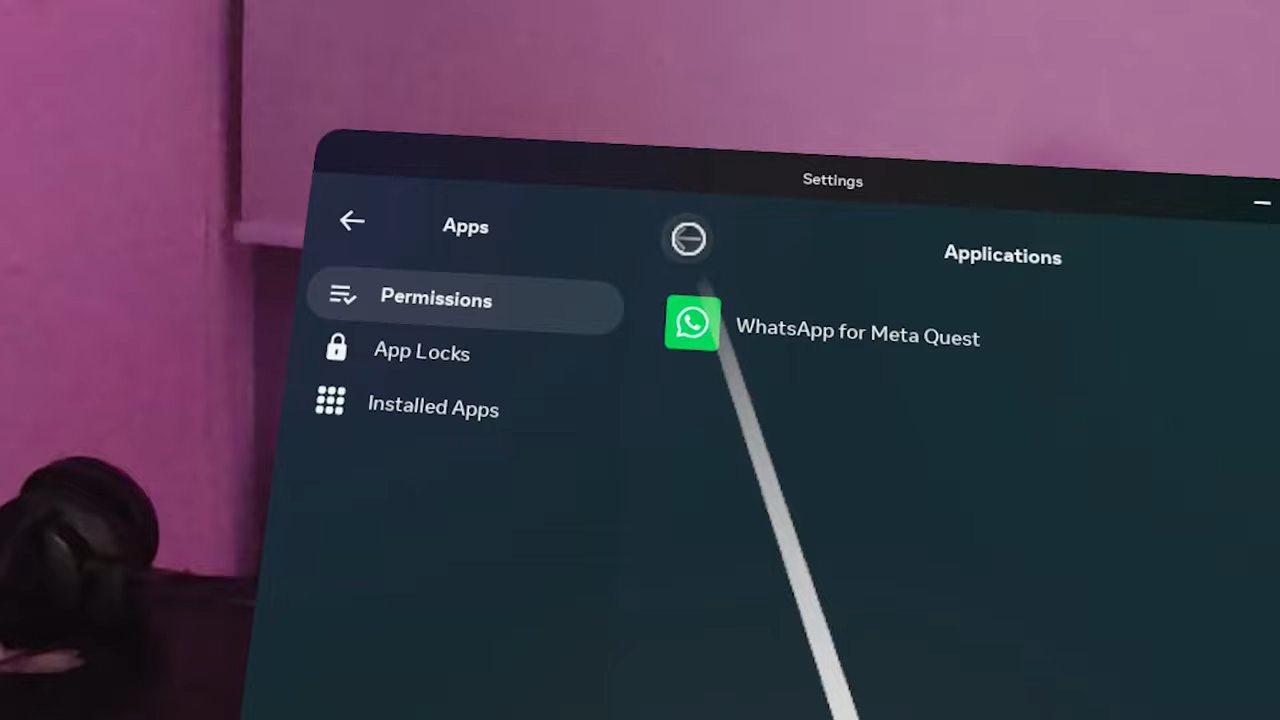 Settings
Apps
Applications
Permissions
WhatsApp for Meta Quest
App Locks
Installed Apps